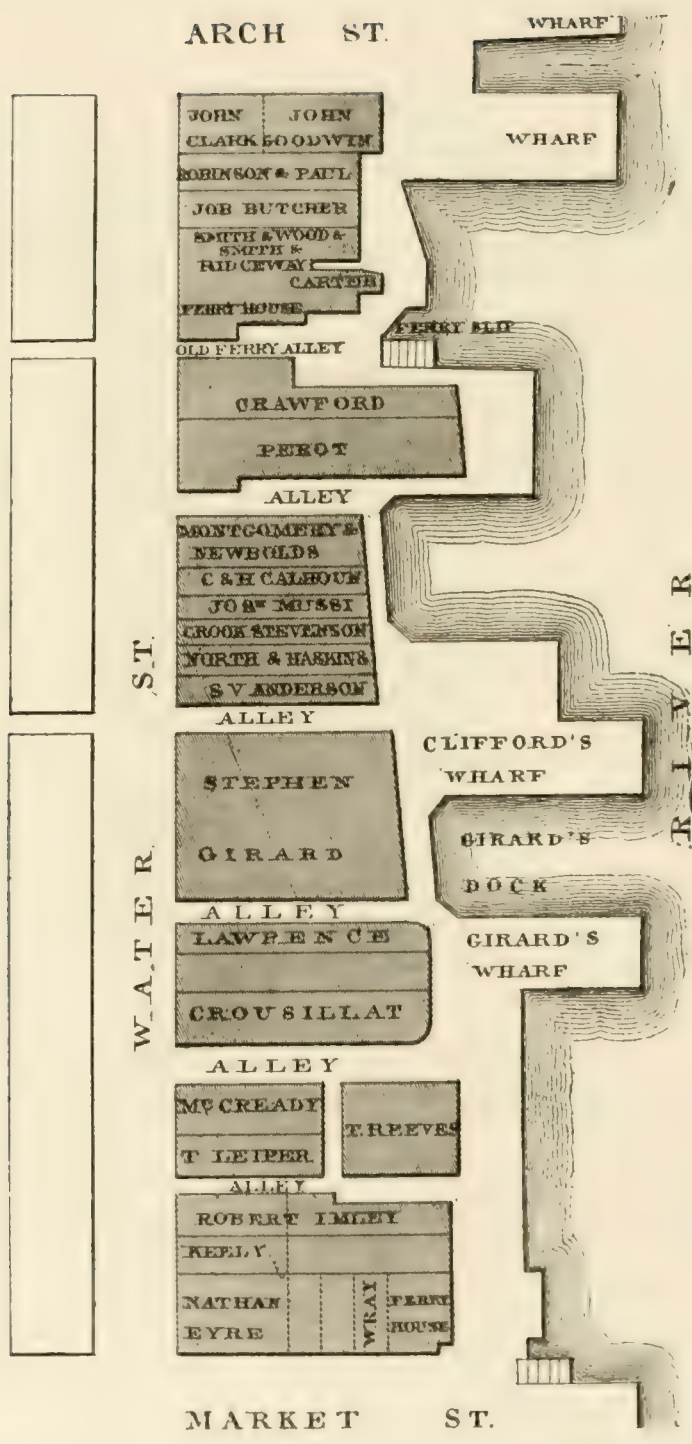 ARCH ST.
WHARF
WHARF
JOHN CLARK
JOHN GOODWIN
ROBINSON & PAUL
JOB BUTCHER
SMITH & WOOD &
SMITH &
RIDGEWAY
CARTER
FERRY HOUSE
FERRY SLIP
OLD FERRY ALLEY
CRAWFORD
PEROT
ALLEY
MONTGOMERY &
NEWBOLDS
C & H CALHOUN
JOS MUSSI
CROOK STEVENSON
NORTH & HASKINS
S V ANDERSON
ALLEY
STEPHEN
GIRARD
CLIFFORD'S
WHARF
GIRARD'S
DOCK
ALLEY
LAWRENCE
CROUSILLAT
GIRARD'S
WHARF
ALLEY
Mc CREADY
T LEIPER
T. REEVES
ALLEY
ROBERT IMLEY
KEELY
NATHAN
EYRE
WRAY
FERRY
HOUSE
WATER ST.
RIVER
MARKET ST.